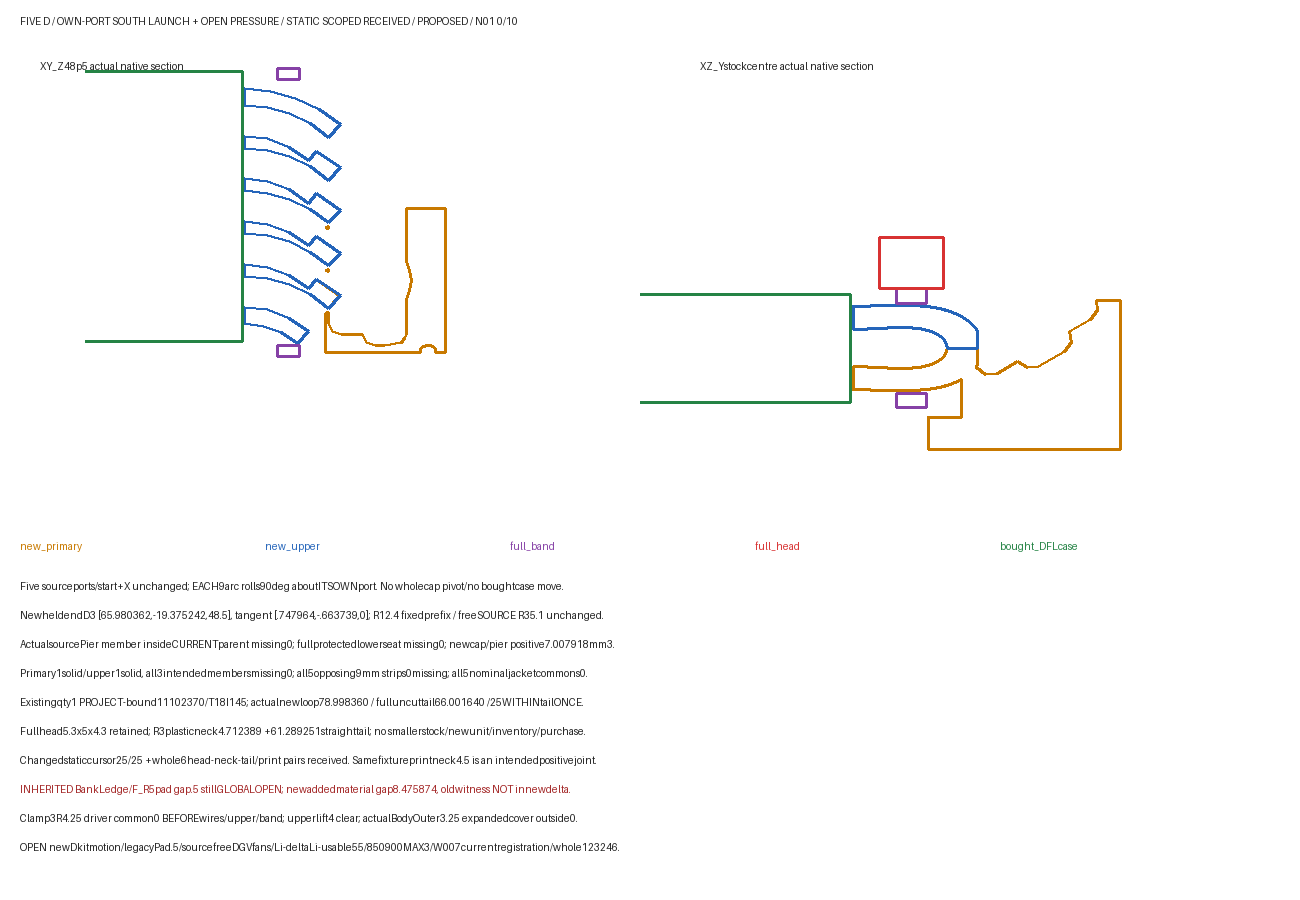 FIVE D / OWN-PORT SOUTH LAUNCH + OPEN PRESSURE / STATIC SCOPED RECEIVED / PROPOSED / N01 0/10
XY_Z48p5 actual native section
XZ_Ystockcentre actual native section
new_primary
new_upper
full_band
full_head
bought_DFLcase
Five sourceports/start+X unchanged; EACH9arc rolls90deg aboutITSOWNport. No wholecap pivot/no boughtcase move.
NewheldendD3 [65.980362,-19.375242,48.5], tangent [.747964,-.663739,0]; R12.4 fixedprefix / freeSOURCE R35.1 unchanged.
ActualsourcePier member insideCURRENTparent missing0; fullprotectedlowerseat missing0; newcap/pier positive7.007918mm3.
Primary1solid/upper1solid, all3intendedmembersmissing0; all5opposing9mm strips0missing; all5nominaljacketcommons0.
Existingqty1 PROJECT-bound11102370/T18I145; actualnewloop78.998360 / fulluncuttail66.001640 /25WITHINtailONCE.
Fullhead5.3x5x4.3 retained; R3plasticneck4.712389 +61.289251straighttail; no smallerstock/newunit/inventory/purchase.
Changedstaticcursor25/25 +whole6head-neck-tail/print pairs received. Samefixtureprintneck4.5 is an intendedpositivejoint.
INHERITED BankLedge/F_R5pad gap.5 stillGLOBALOPEN; newaddedmaterial gap8.475874, oldwitness NOT innewdelta.
Clamp3R4.25 driver common0 BEFOREwires/upper/band; upperlift4 clear; actualBodyOuter3.25 expandedcover outside0.
OPEN newDkitmotion/legacyPad.5/sourcefreeDGVfans/Li-deltaLi-usable55/850900MAX3/W007currentregistration/whole123246.